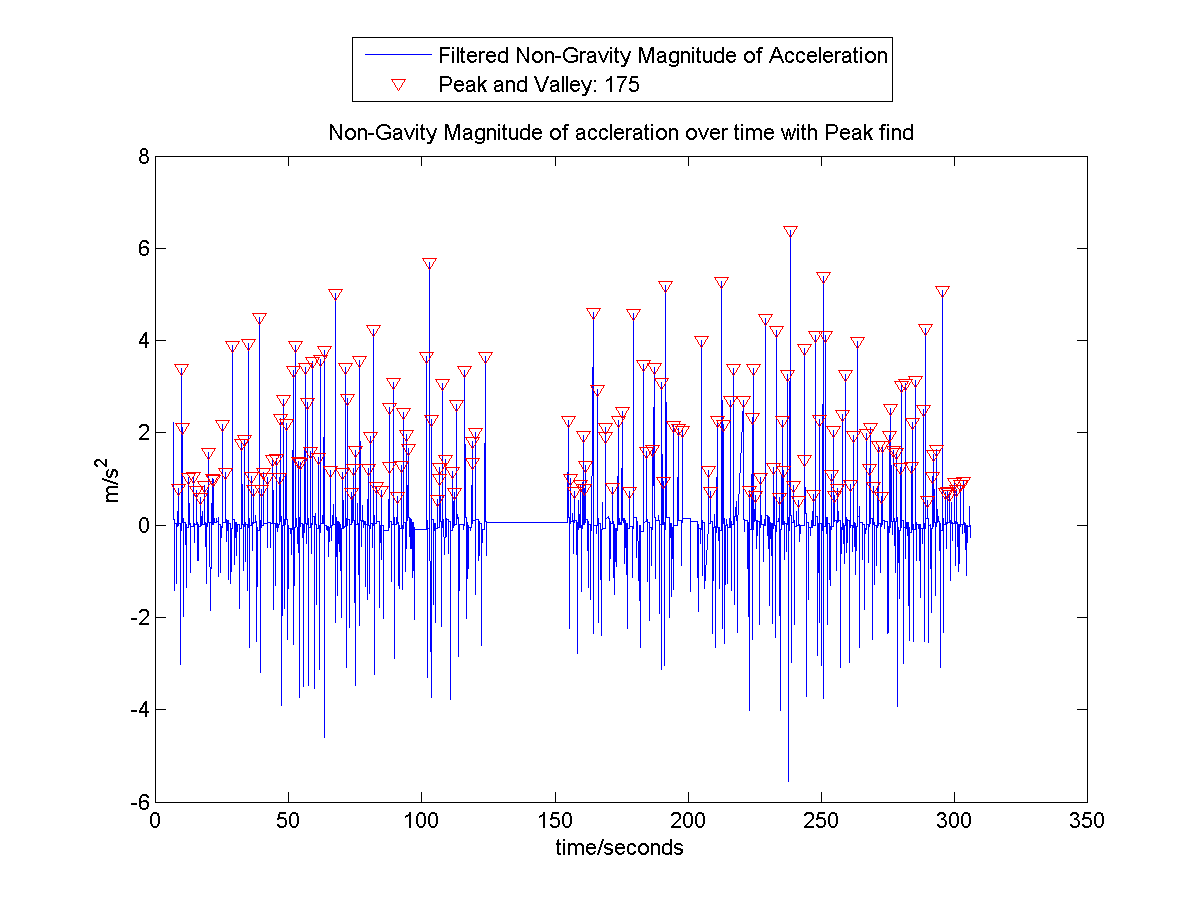 Filtered Non-Gravity Magnitude of Acceleration
Peak and Valley: 175
Non-Gavity Magnitude of accleration over time with Peak find
8
6
4
2
0
-2
-4
-6
m/s²
0 50 100 150 200 250 300 350
time/seconds